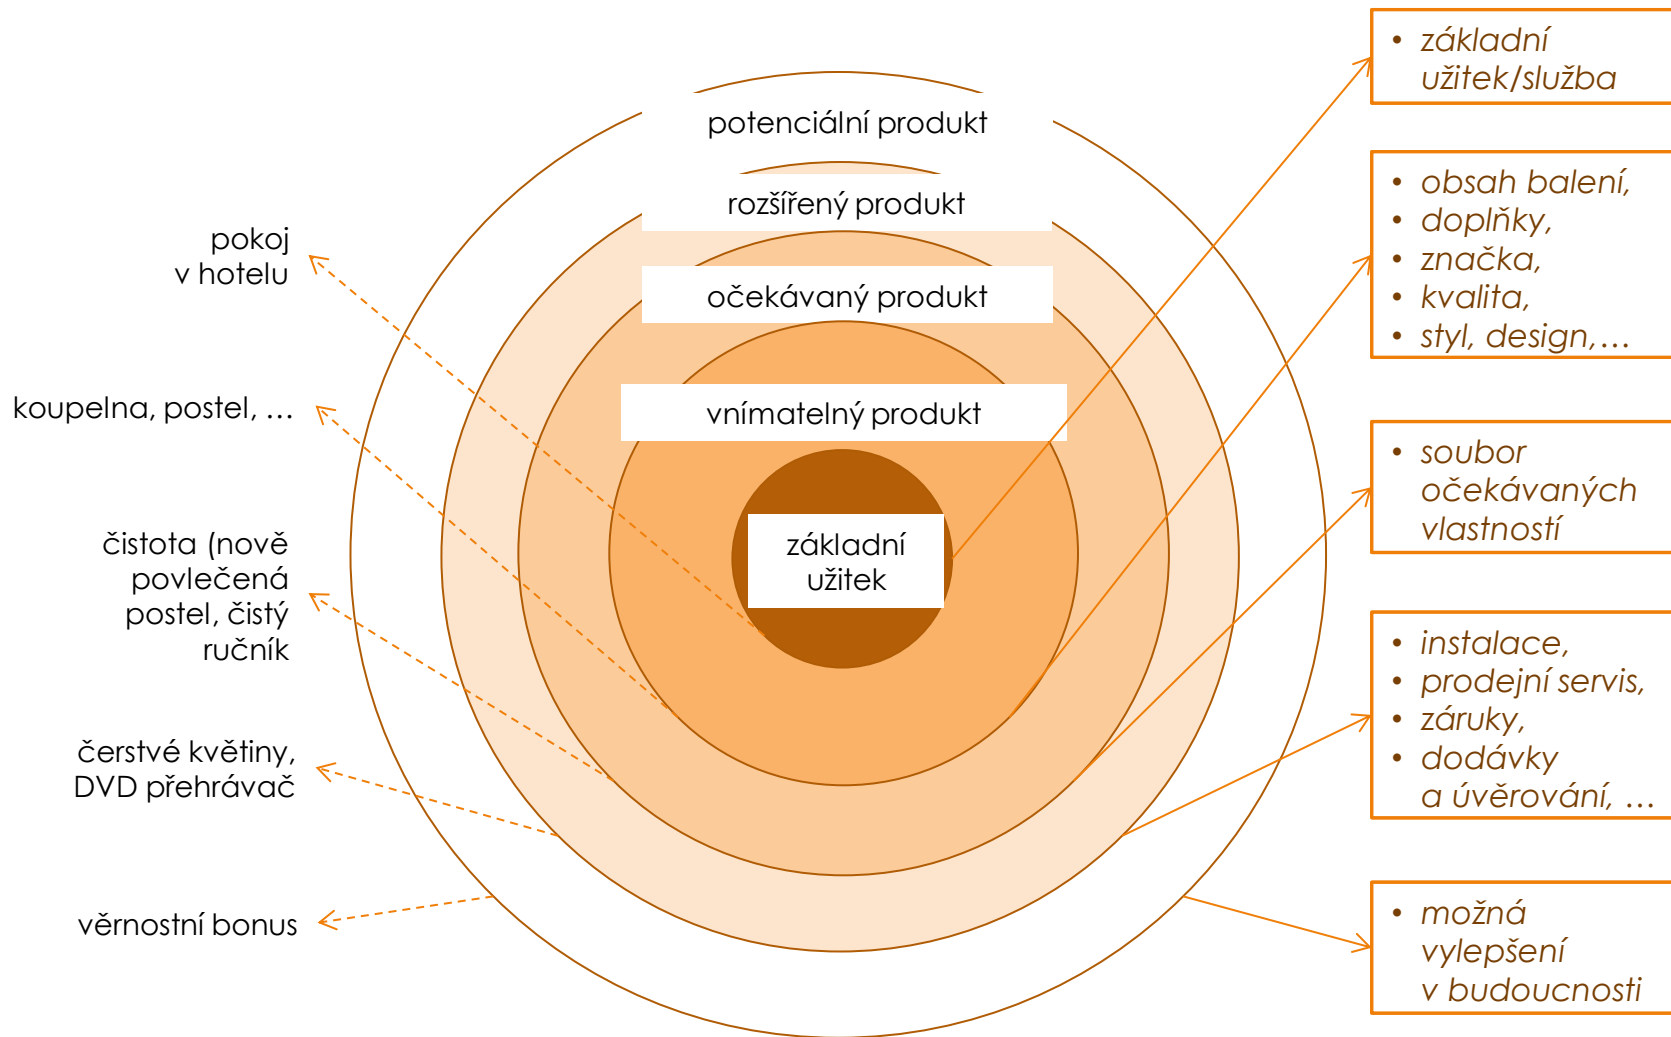 potenciální produkt
rozšířený produkt
očekávaný produkt
vnímatelný produkt
základní
užitek
pokoj
v hotelu
koupelna, postel, …
čistota (nově
povlečená
postel, čistý
ručník
čerstvé květiny,
DVD přehrávač
věrnostní bonus
• základní
užitek/služba
• obsah balení,
• doplňky,
• značka,
• kvalita,
• styl, design,…
• soubor
očekávaných
vlastností
• instalace,
• prodejní servis,
• záruky,
• dodávky
a úvěrování, …
• možná
vylepšení
v budoucnosti